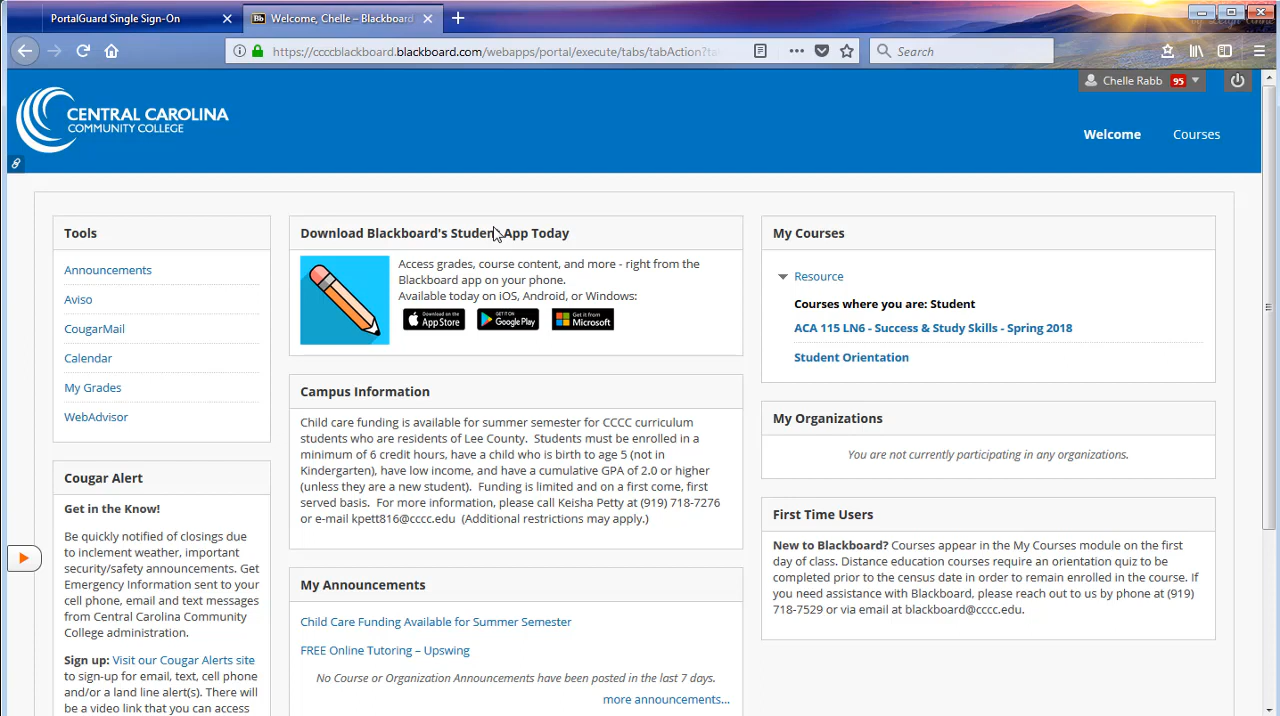 PortalGuard Single Sign-On
Bb Welcome, Chelle – Blackboard
https://ccccblackboard.blackboard.com/webapps/portal/execute/tabs/tabAction?ta
Search
Chelle Rabb 95
CENTRAL CAROLINA
COMMUNITY COLLEGE
Welcome Courses
Tools
Announcements
Aviso
CougarMail
Calendar
My Grades
WebAdvisor
Cougar Alert
Get in the Know!
Be quickly notified of closings due
to inclement weather, important
security/safety announcements. Get
Emergency Information sent to your
cell phone, email and text messages
from Central Carolina Community
College administration.
Sign up: Visit our Cougar Alerts site
to sign-up for email, text, cell phone
and/or a land line alert(s). There will
be a video link that you can access
Download Blackboard's Student App Today
Access grades, course content, and more - right from the
Blackboard app on your phone.
Available today on iOS, Android, or Windows:
Download on the
App Store
GET IT ON
Google Play
Get it from
Microsoft
Campus Information
Child care funding is available for summer semester for CCCC curriculum
students who are residents of Lee County. Students must be enrolled in a
minimum of 6 credit hours, have a child who is birth to age 5 (not in
Kindergarten), have low income, and have a cumulative GPA of 2.0 or higher
(unless they are a new student). Funding is limited and on a first come, first
served basis. For more information, please call Keisha Petty at (919) 718-7276
or e-mail kpett816@cccc.edu (Additional restrictions may apply.)
My Announcements
Child Care Funding Available for Summer Semester
FREE Online Tutoring – Upswing
No Course or Organization Announcements have been posted in the last 7 days.
more announcements...
My Courses
Resource
Courses where you are: Student
ACA 115 LN6 - Success & Study Skills - Spring 2018
Student Orientation
My Organizations
You are not currently participating in any organizations.
First Time Users
New to Blackboard? Courses appear in the My Courses module on the first
day of class. Distance education courses require an orientation quiz to be
completed prior to the census date in order to remain enrolled in the course. If
you need assistance with Blackboard, please reach out to us by phone at (919)
718-7529 or via email at blackboard@cccc.edu.